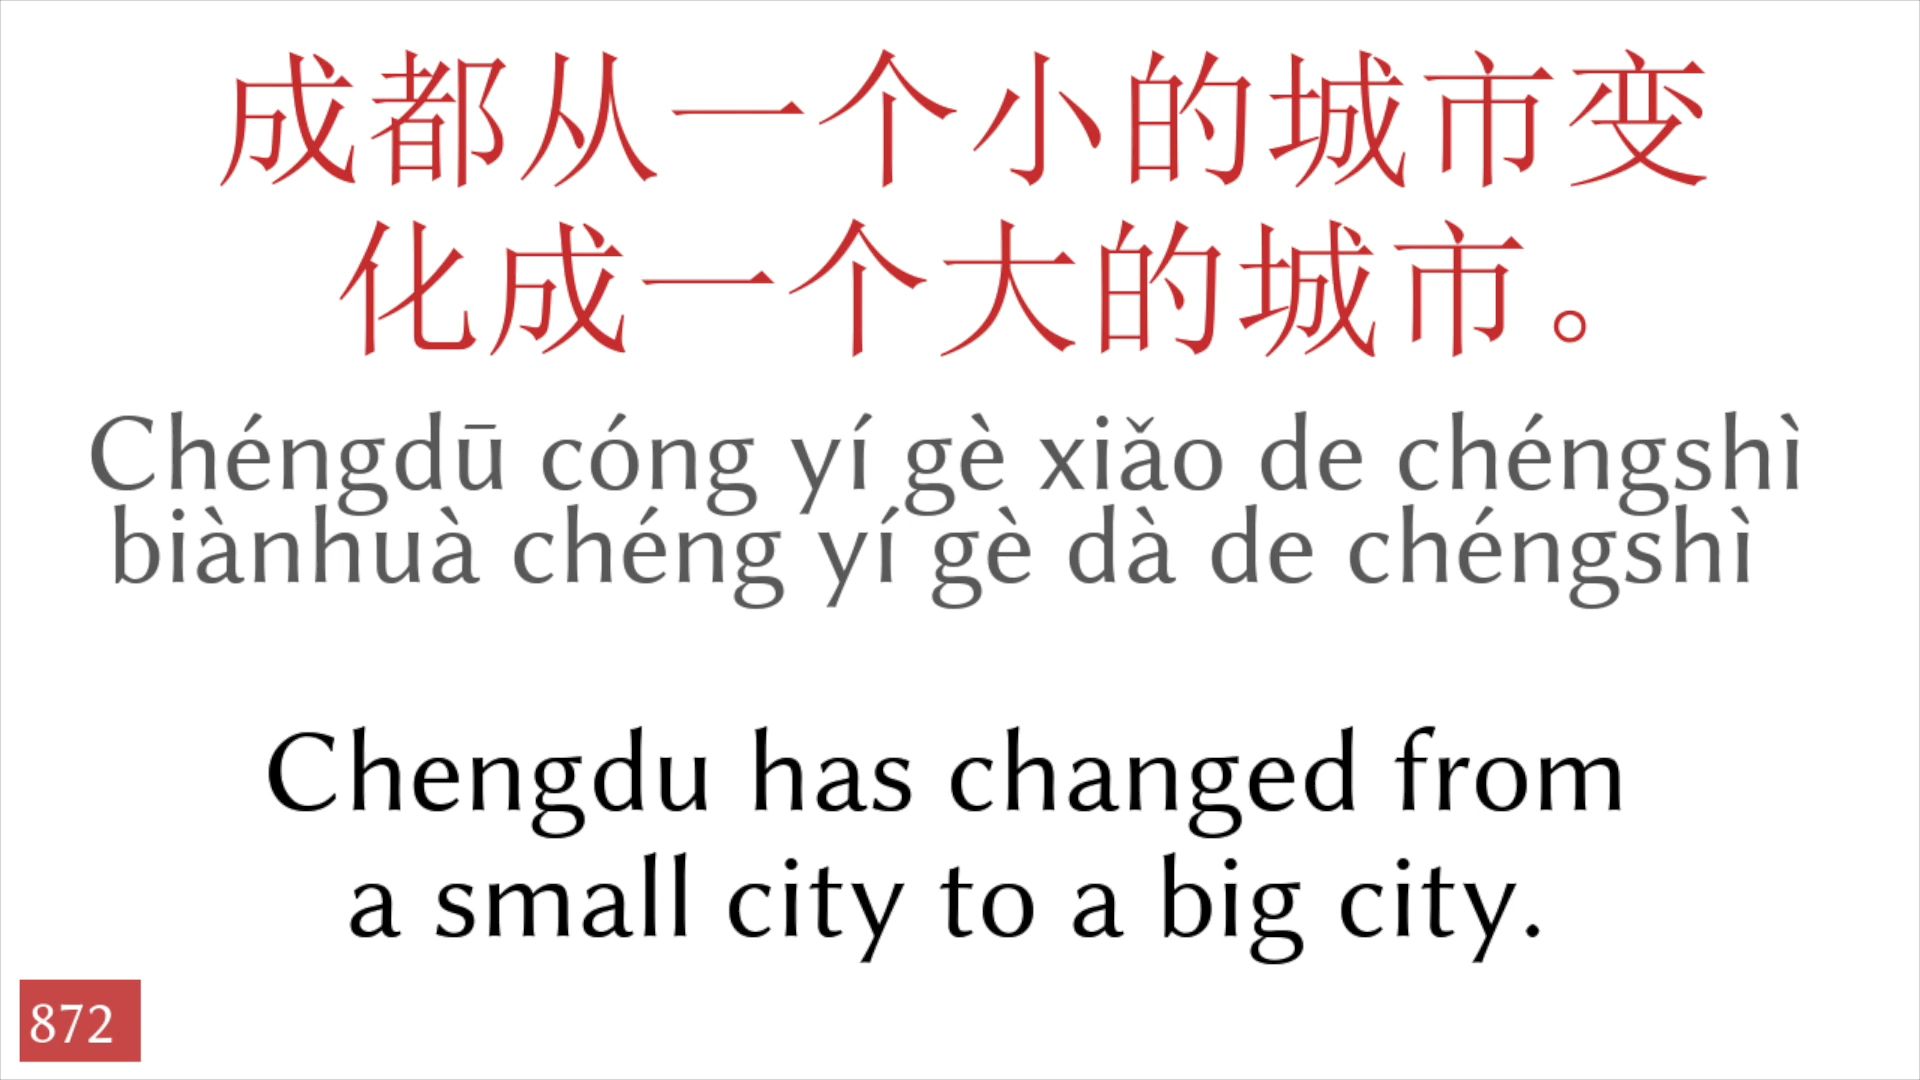 成都从一个小的城市变
化成一个大的城市。
Chéngdū cóng yí gè xiǎo de chéngshì
biànhuà chéng yí gè dà de chéngshì
Chengdu has changed from
a small city to a big city.
872